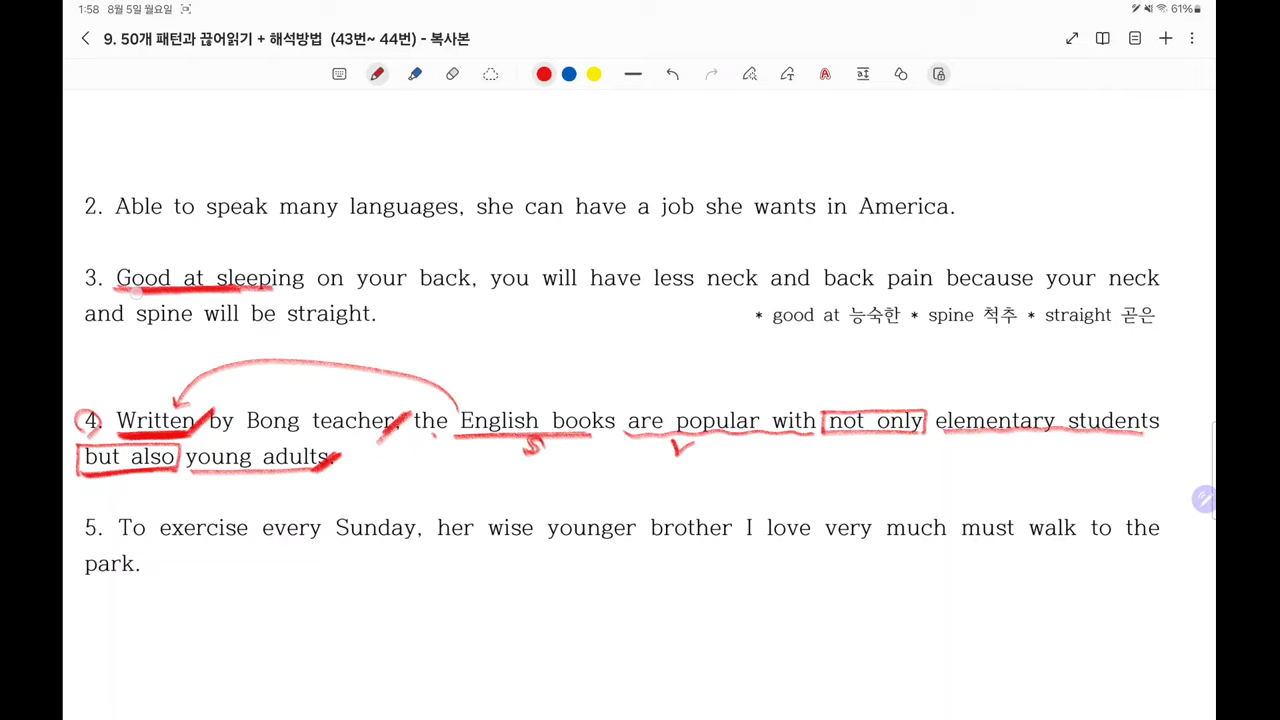 1:58 8월 5일 월요일 61%
9. 50개 패턴과 끊어읽기 + 해석방법 (43번~ 44번) - 복사본
2. Able to speak many languages, she can have a job she wants in America.
3. Good at sleeping on your back, you will have less neck and back pain because your neck
and spine will be straight. * good at 능숙한 * spine 척추 * straight 곧은
4. Written by Bong teacher, the English books are popular with not only elementary students
S V
but also young adults.
5. To exercise every Sunday, her wise younger brother I love very much must walk to the
park.